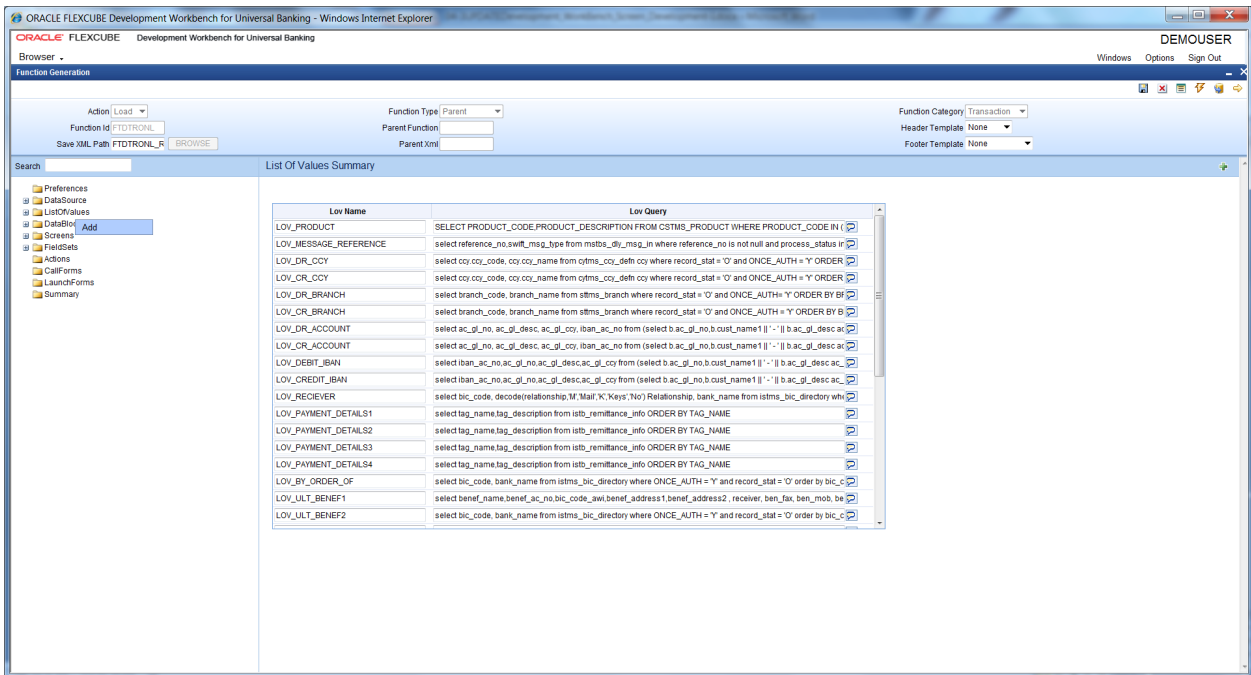 ORACLE FLEXCUBE Development Workbench for Universal Banking - Windows Internet Explorer
ORACLE FLEXCUBE Development Workbench for Universal Banking
DEMOUSER
Browser
Windows Options Sign Out
Function Generation
Action Load Function Type Parent Function Category Transaction
Function Id FTDTRONL Parent Function Header Template None
Save XML Path FTDTRONL_R BROWSE Parent Xml Footer Template None
Search List Of Values Summary
Preferences
DataSource
ListOfValues
DataBloc
Add
Screens
FieldSets
Actions
CallForms
LaunchForms
Summary
Lov Name Lov Query
LOV_PRODUCT SELECT PRODUCT_CODE,PRODUCT_DESCRIPTION FROM CSTMS_PRODUCT WHERE PRODUCT_CODE IN (
LOV_MESSAGE_REFERENCE select reference_no,swift_msg_type from mstbs_dly_msg_in where reference_no is not null and process_status in
LOV_DR_CCY select ccy.ccy_code, ccy.ccy_name from cytms_ccy_defn ccy where record_stat = 'O' and ONCE_AUTH = 'Y' ORDER
LOV_CR_CCY select ccy.ccy_code, ccy.ccy_name from cytms_ccy_defn ccy where record_stat = 'O' and ONCE_AUTH = 'Y' ORDER
LOV_DR_BRANCH select branch_code, branch_name from sttms_branch where record_stat = 'O' and ONCE_AUTH= 'Y' ORDER BY BR
LOV_CR_BRANCH select branch_code, branch_name from sttms_branch where record_stat = 'O' and ONCE_AUTH = 'Y' ORDER BY B
LOV_DR_ACCOUNT select ac_gl_no, ac_gl_desc, ac_gl_ccy, iban_ac_no from (select b.ac_gl_no,b.cust_name1 || ' - ' || b.ac_gl_desc ac
LOV_CR_ACCOUNT select ac_gl_no, ac_gl_desc, ac_gl_ccy, iban_ac_no from (select b.ac_gl_no,b.cust_name1 || ' - ' || b.ac_gl_desc ac
LOV_DEBIT_IBAN select iban_ac_no,ac_gl_no,ac_gl_desc,ac_gl_ccy from (select b.ac_gl_no,b.cust_name1 || ' - ' || b.ac_gl_desc ac_
LOV_CREDIT_IBAN select iban_ac_no,ac_gl_no,ac_gl_desc,ac_gl_ccy from (select b.ac_gl_no,b.cust_name1 || ' - ' || b.ac_gl_desc ac_
LOV_RECIEVER select bic_code, decode(relationship,'M','Mail','K','Keys','No') Relationship, bank_name from istms_bic_directory whe
LOV_PAYMENT_DETAILS1 select tag_name,tag_description from istb_remittance_info ORDER BY TAG_NAME
LOV_PAYMENT_DETAILS2 select tag_name,tag_description from istb_remittance_info ORDER BY TAG_NAME
LOV_PAYMENT_DETAILS3 select tag_name,tag_description from istb_remittance_info ORDER BY TAG_NAME
LOV_PAYMENT_DETAILS4 select tag_name,tag_description from istb_remittance_info ORDER BY TAG_NAME
LOV_BY_ORDER_OF select bic_code, bank_name from istms_bic_directory where ONCE_AUTH = 'Y' and record_stat = 'O' order by bic_c
LOV_ULT_BENEF1 select benef_name,benef_ac_no,bic_code_awi,benef_address1,benef_address2 , receiver, ben_fax, ben_mob, be
LOV_ULT_BENEF2 select bic_code, bank_name from istms_bic_directory where ONCE_AUTH = 'Y' and record_stat = 'O' order by bic_c